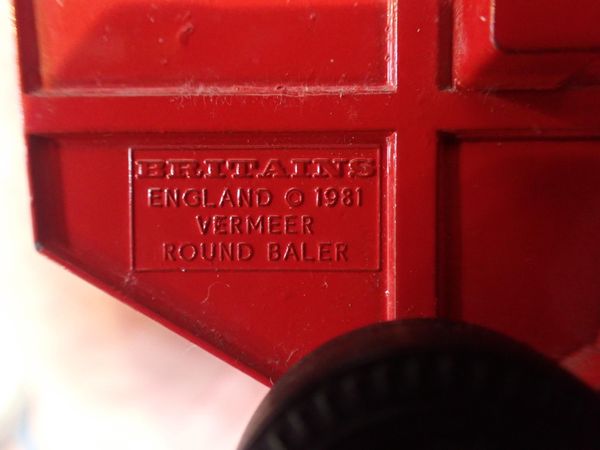 BRITAINS
ENGLAND © 1981
VERMEER
ROUND BALER